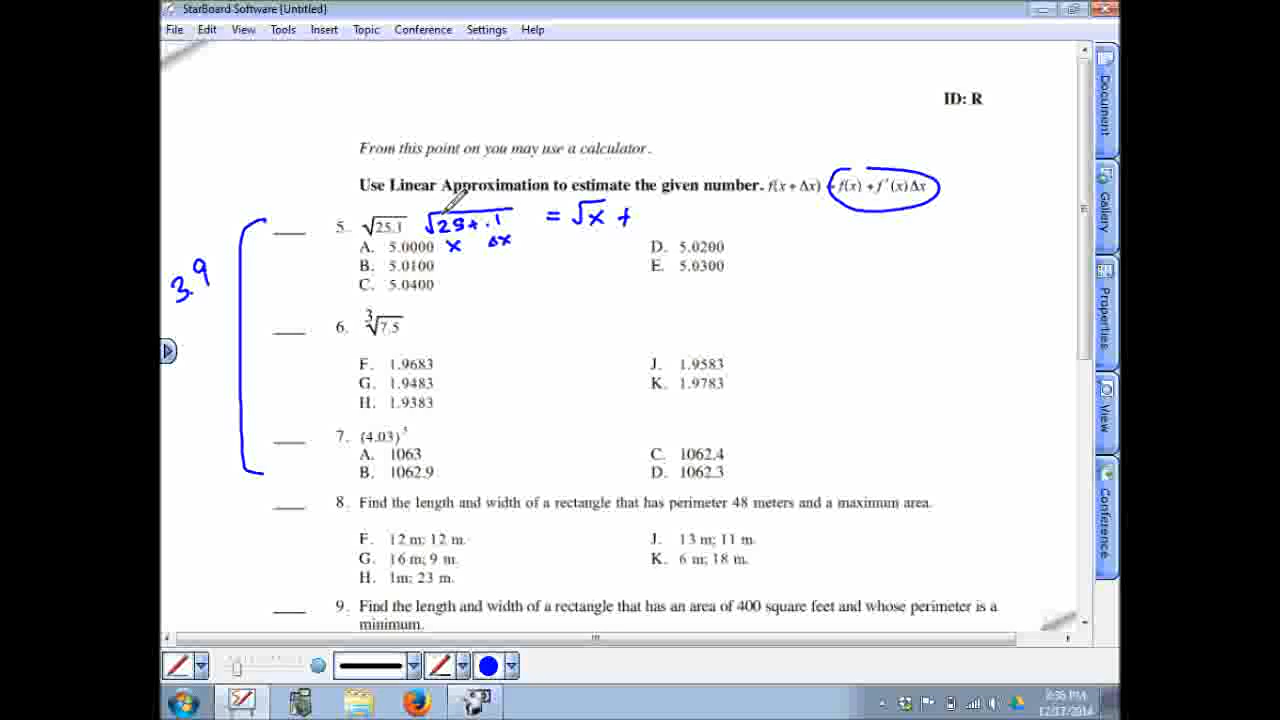 StarBoard Software [Untitled]
File Edit View Tools Insert Topic Conference Settings Help
ID: R
From this point on you may use a calculator.
Use Linear Approximation to estimate the given number. f(x + Δx) f(x) + f '(x) Δx
5. √25.1 √25+.1 = √x +
x Δx
A. 5.0000 D. 5.0200
B. 5.0100 E. 5.0300
C. 5.0400
3.9
6. ∛7.5
F. 1.9683 J. 1.9583
G. 1.9483 K. 1.9783
H. 1.9383
7. (4.03)⁵
A. 1063 C. 1062.4
B. 1062.9 D. 1062.3
8. Find the length and width of a rectangle that has perimeter 48 meters and a maximum area.
F. 12 m; 12 m. J. 13 m; 11 m.
G. 16 m; 9 m. K. 6 m; 18 m.
H. 1m; 23 m.
9. Find the length and width of a rectangle that has an area of 400 square feet and whose perimeter is a
minimum.
Document
Gallery
Properties
View
Conference
8:36 PM
12/17/2014